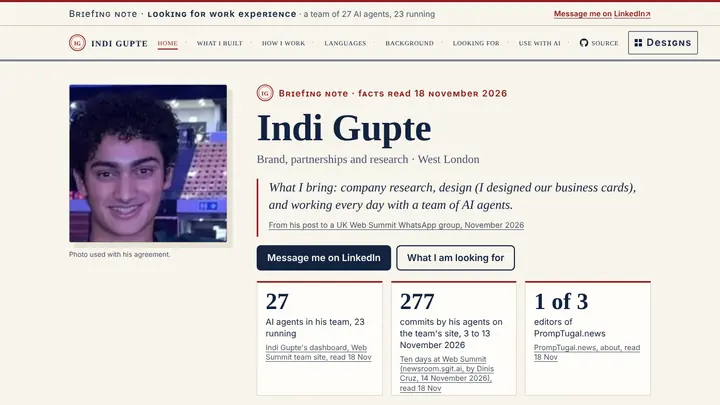 Briefing note · looking for work experience · a team of 27 AI agents, 23 running
Message me on LinkedIn↗
IG INDI GUPTE
HOME · WHAT I BUILT · HOW I WORK · LANGUAGES · BACKGROUND · LOOKING FOR · USE WITH AI · SOURCE
Designs
IG Briefing note · facts read 18 november 2026
Indi Gupte
Brand, partnerships and research · West London
What I bring: company research, design (I designed our business cards),
and working every day with a team of AI agents.
From his post to a UK Web Summit WhatsApp group, November 2026
Photo used with his agreement.
Message me on LinkedIn
What I am looking for
27
AI agents in his team, 23
running
Indi Gupte's dashboard, Web
Summit team site, read 18 Nov
277
commits by his agents on
the team's site, 3 to 13
November 2026
Ten days at Web Summit
(newsroom.sgit.ai, by Dinis
Cruz, 14 November 2026),
read 18 Nov
1 of 3
editors of
PrompTugal.news
PrompTugal.news, about, read
18 Nov